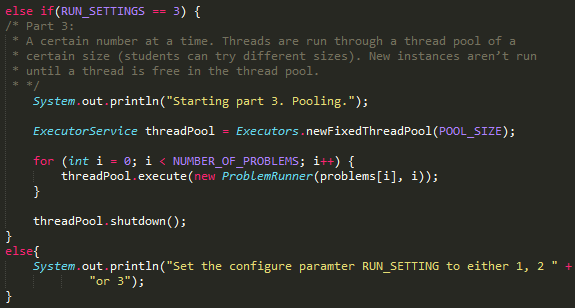 else if(RUN_SETTINGS == 3) {
/* Part 3:
 * A certain number at a time. Threads are run through a thread pool of a
 * certain size (students can try different sizes). New instances aren’t run
 * until a thread is free in the thread pool.
 * */
    System.out.println("Starting part 3. Pooling.");

    ExecutorService threadPool = Executors.newFixedThreadPool(POOL_SIZE);

    for (int i = 0; i < NUMBER_OF_PROBLEMS; i++) {
        threadPool.execute(new ProblemRunner(problems[i], i));
    }

    threadPool.shutdown();
}
else{
    System.out.println("Set the configure paramter RUN_SETTING to either 1, 2 " +
            "or 3");
}